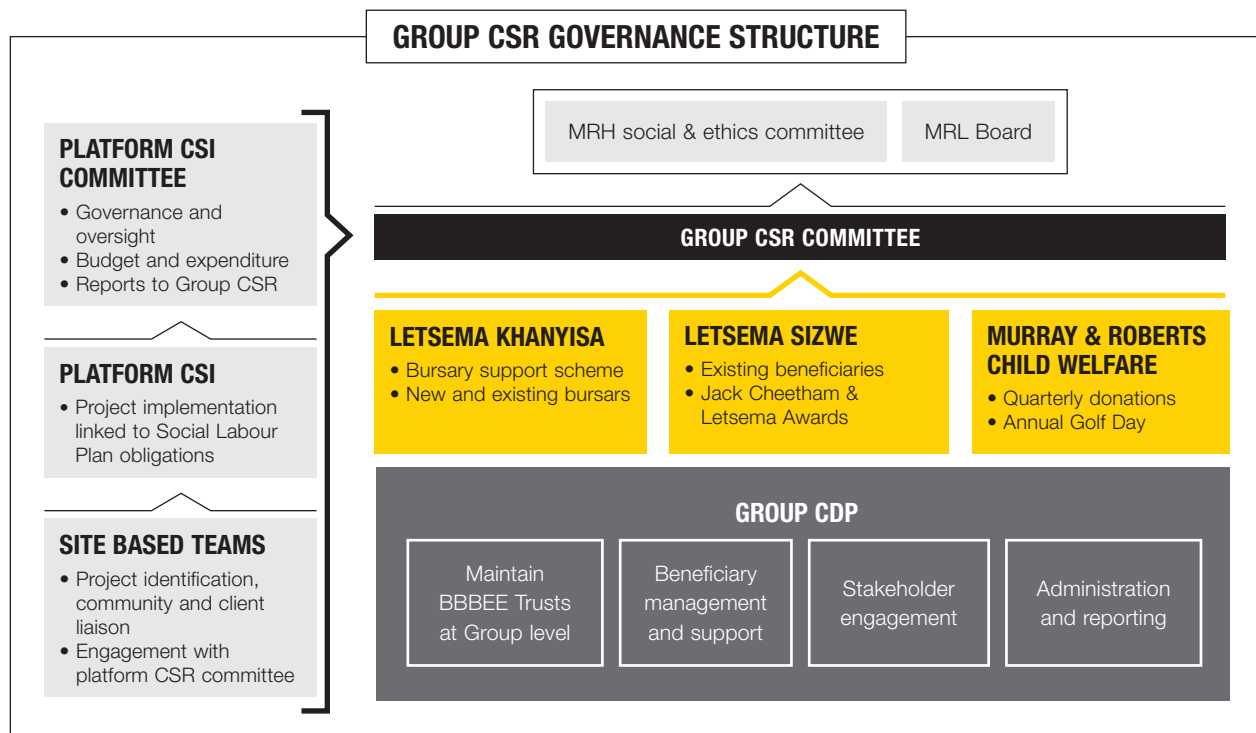 GROUP CSR GOVERNANCE STRUCTURE
PLATFORM CSI
COMMITTEE
• Governance and
oversight
• Budget and expenditure
• Reports to Group CSR
PLATFORM CSI
• Project implementation
linked to Social Labour
Plan obligations
SITE BASED TEAMS
• Project identification,
community and client
liaison
• Engagement with
platform CSR committee
MRH social & ethics committee
MRL Board
GROUP CSR COMMITTEE
LETSEMA KHANYISA
• Bursary support scheme
• New and existing bursars
LETSEMA SIZWE
• Existing beneficiaries
• Jack Cheetham &
Letsema Awards
MURRAY & ROBERTS
CHILD WELFARE
• Quarterly donations
• Annual Golf Day
GROUP CDP
Maintain
BBBEE Trusts
at Group level
Beneficiary
management
and support
Stakeholder
engagement
Administration
and reporting